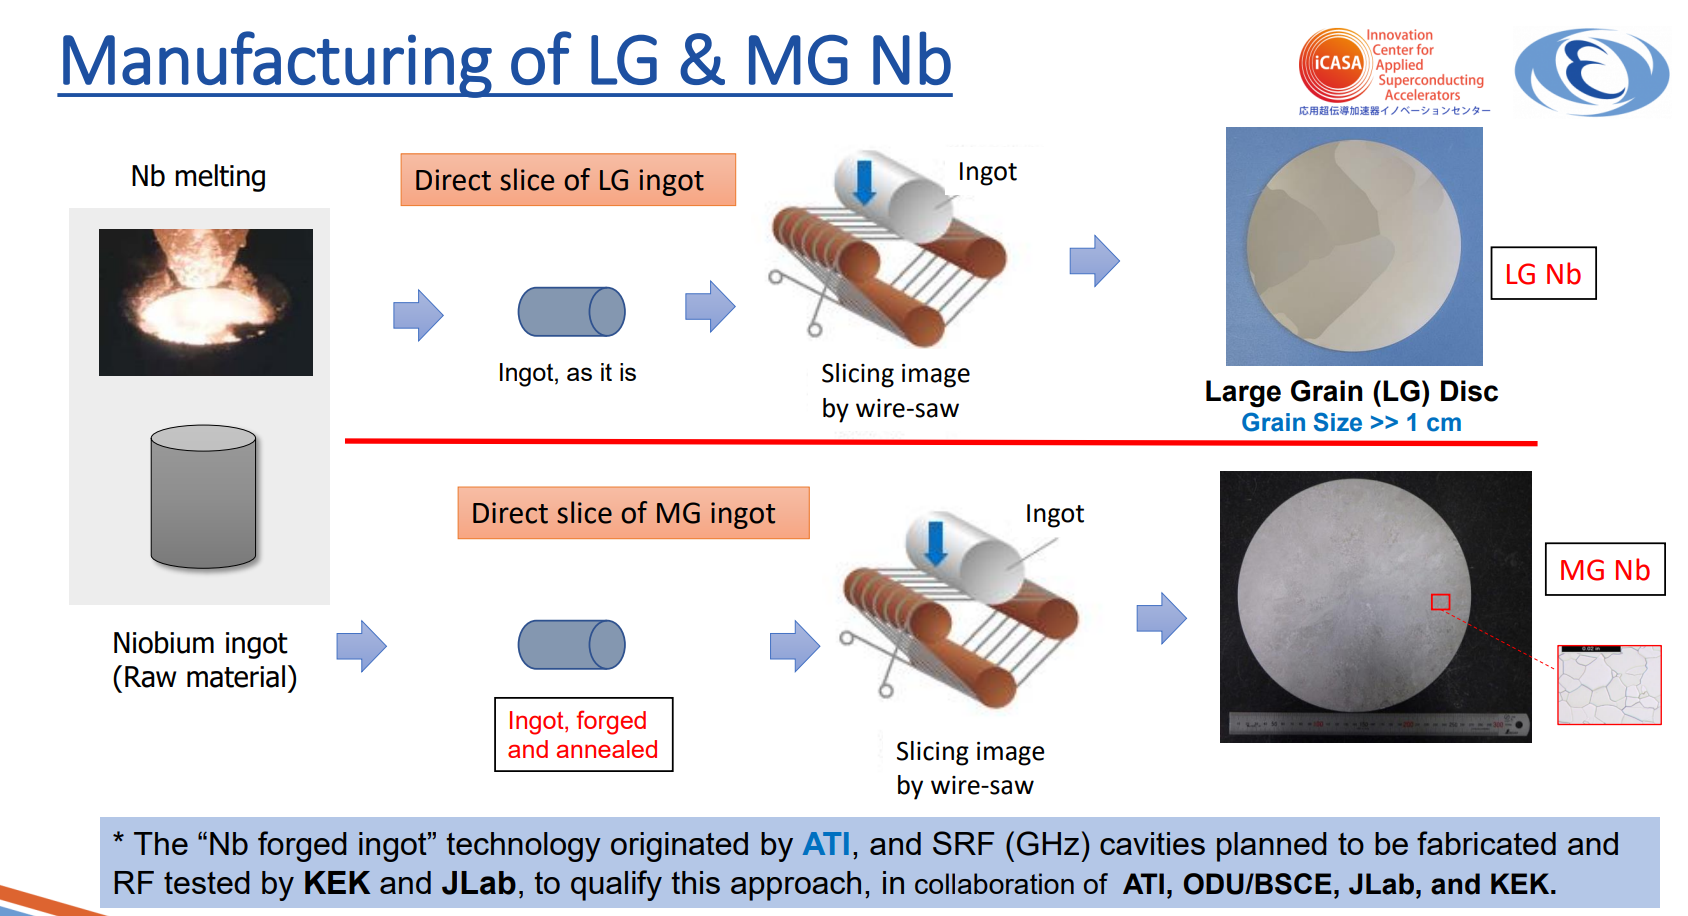 Manufacturing of LG & MG Nb
iCASA
Innovation
Center for
Applied
Superconducting
Accelerators
応用超伝導加速器イノベーションセンター
Nb melting
Direct slice of LG ingot
Ingot
LG Nb
Ingot, as it is
Slicing image
by wire-saw
Large Grain (LG) Disc
Grain Size >> 1 cm
Direct slice of MG ingot
Ingot
MG Nb
0.02 m
Niobium ingot
(Raw material)
Ingot, forged
and annealed
Slicing image
by wire-saw
* The “Nb forged ingot” technology originated by ATI, and SRF (GHz) cavities planned to be fabricated and
RF tested by KEK and JLab, to qualify this approach, in collaboration of ATI, ODU/BSCE, JLab, and KEK.